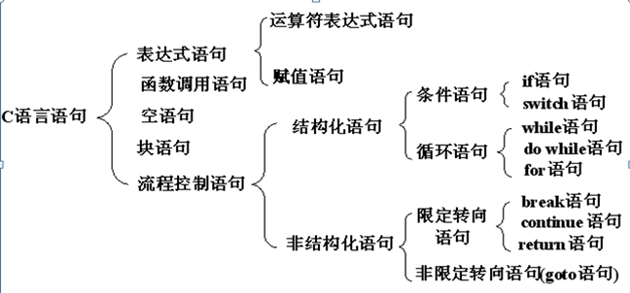 C语言语句
表达式语句
运算符表达式语句
赋值语句
函数调用语句
空语句
块语句
流程控制语句
结构化语句
条件语句
if语句
switch语句
循环语句
while语句
do while语句
for语句
非结构化语句
限定转向
语句
break语句
continue语句
return语句
非限定转向语句(goto语句)